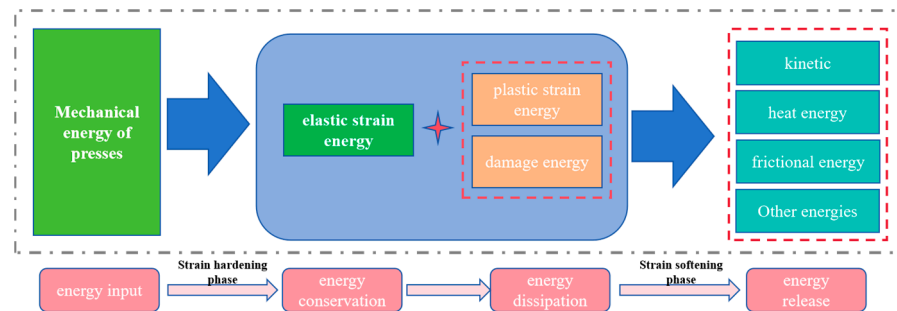 Mechanical
energy of
presses
elastic strain
energy
plastic strain
energy
damage energy
kinetic
heat energy
frictional energy
Other energies
energy input
Strain hardening
phase
energy
conservation
energy
dissipation
Strain softening
phase
energy
release